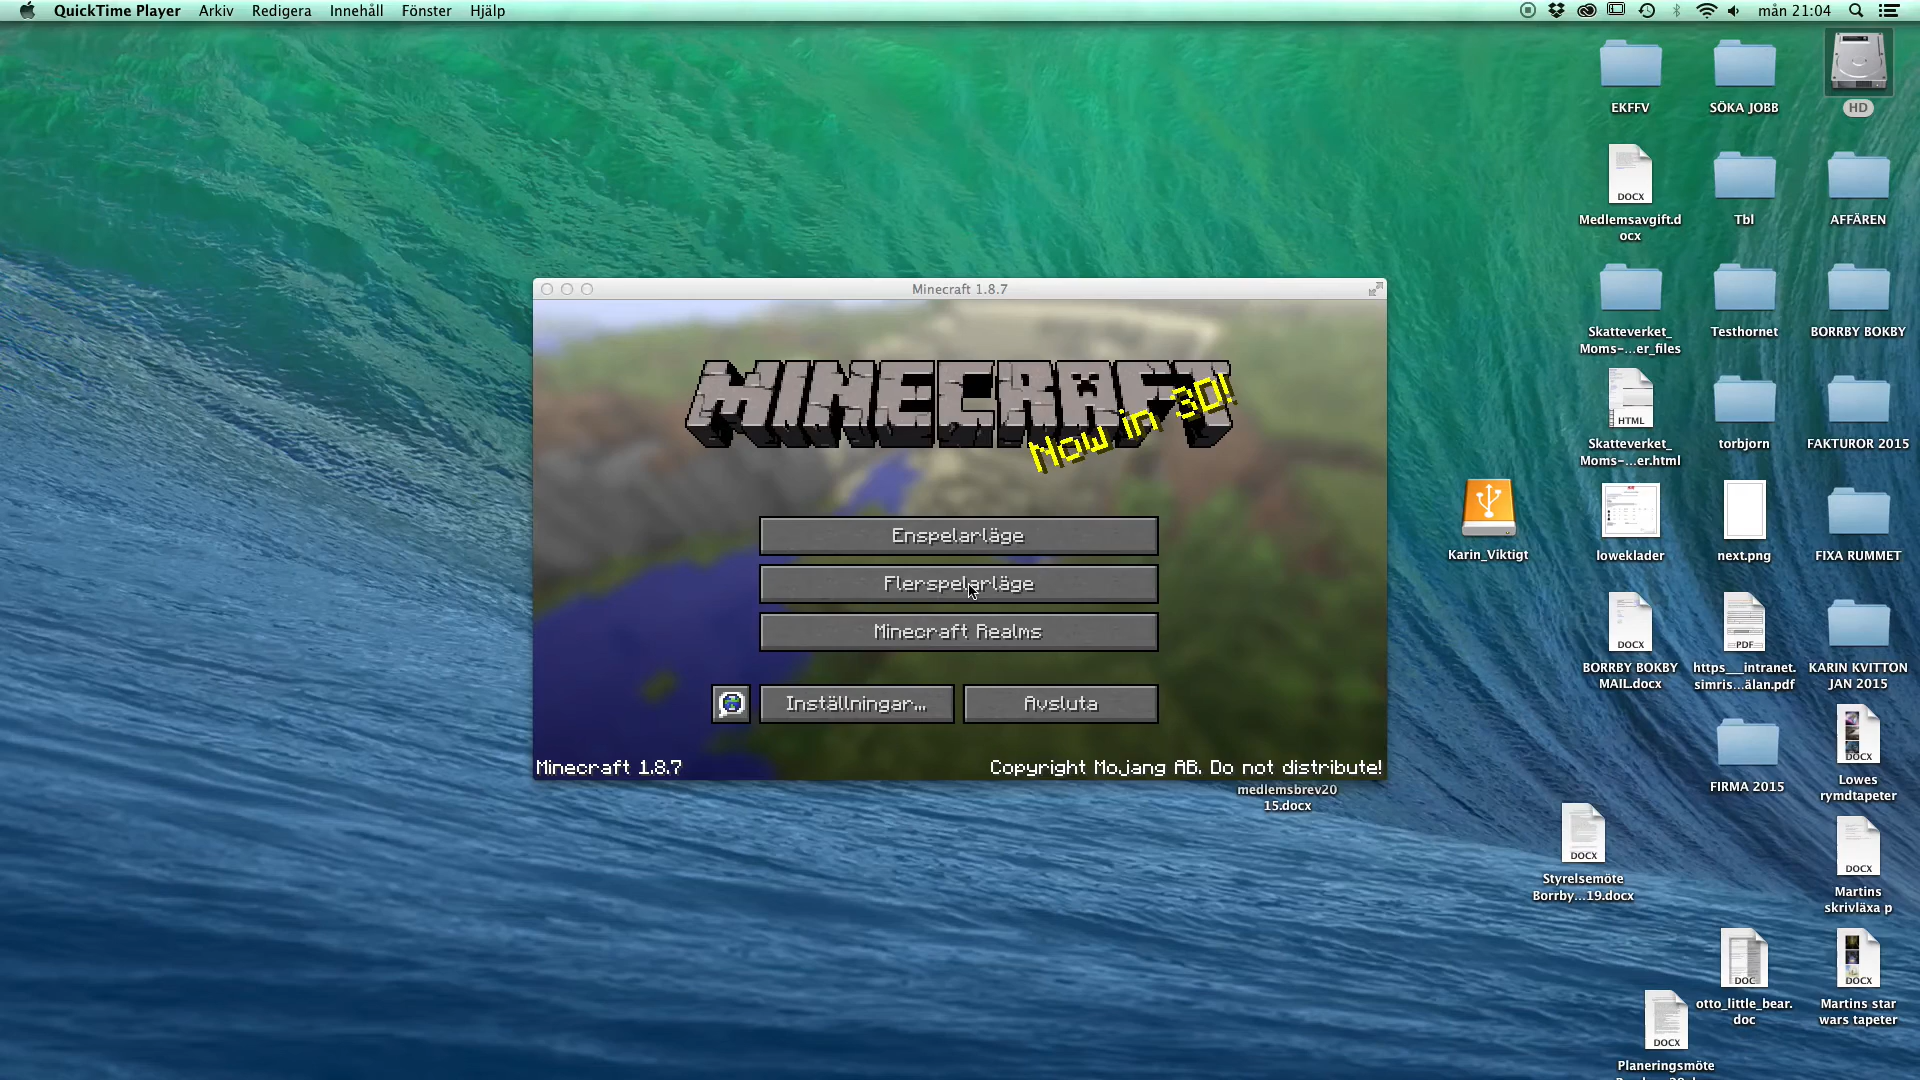 QuickTime Player Arkiv Redigera Innehåll Fönster Hjälp mån 21:04
EKFFV
SÖKA JOBB
HD
DOCX
Medlemsavgift.d
ocx
Tbl
AFFÄREN
Minecraft 1.8.7
MINECRAFT
Now in 3D!
Enspelarläge
Flerspelarläge
Minecraft Realms
Inställningar...
Avsluta
Minecraft 1.8.7
Copyright Mojang AB. Do not distribute!
medlemsbrev20
15.docx
Skatteverket_
Moms-...er_files
Testhornet
BORRBY BOKBY
HTML
Skatteverket_
Moms-...er.html
torbjorn
FAKTUROR 2015
Karin_Viktigt
loweklader
next.png
FIXA RUMMET
DOCX
BORRBY BOKBY
MAIL.docx
PDF
https___intranet.
simris...älan.pdf
KARIN KVITTON
JAN 2015
FIRMA 2015
DOCX
Lowes
rymdtapeter
DOCX
Styrelsemöte
Borrby...19.docx
DOCX
Martins
skrivläxa p
DOC
otto_little_bear.
doc
DOCX
Martins star
wars tapeter
DOCX
Planeringsmöte